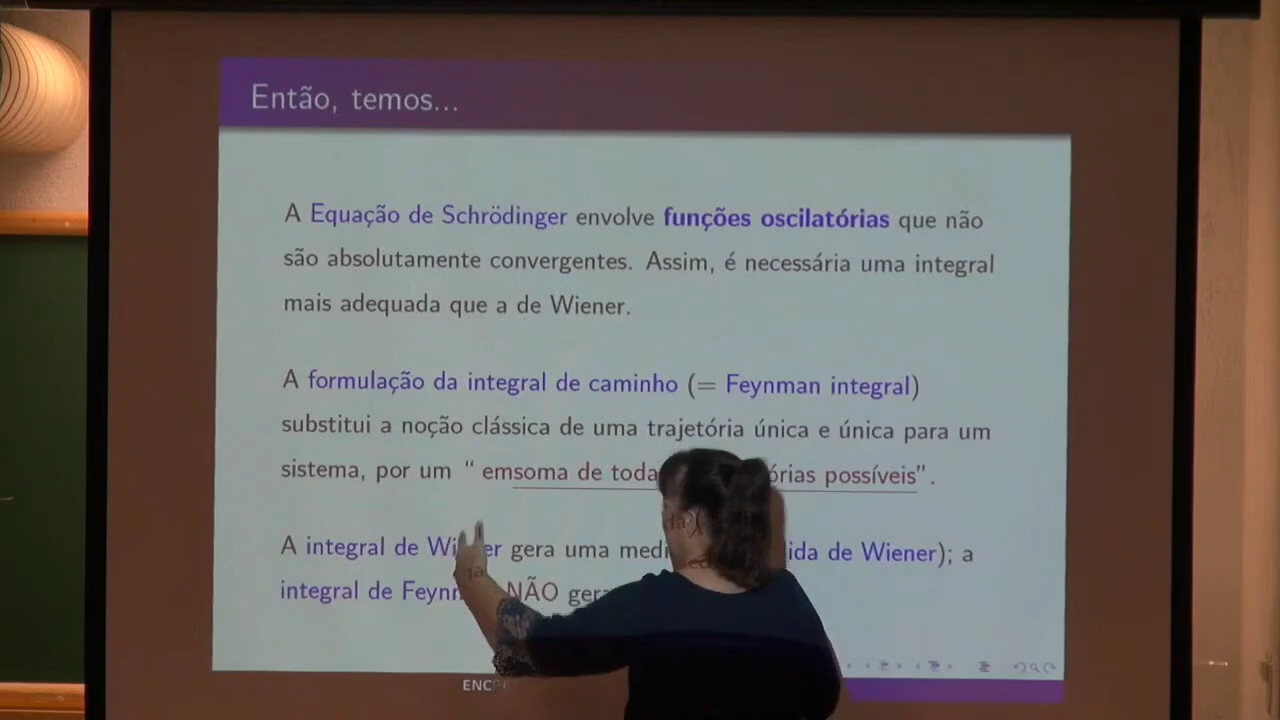 Então, temos...
A Equação de Schrödinger envolve funções oscilatórias que não
são absolutamente convergentes. Assim, é necessária uma integral
mais adequada que a de Wiener.
A formulação da integral de caminho (= Feynman integral)
substitui a noção clássica de uma trajetória única e única para um
sistema, por um “ emsoma de toda órias possíveis”.
A integral de Wi er gera uma medi ida de Wiener); a
integral de Feyn NÃO ger
ENC